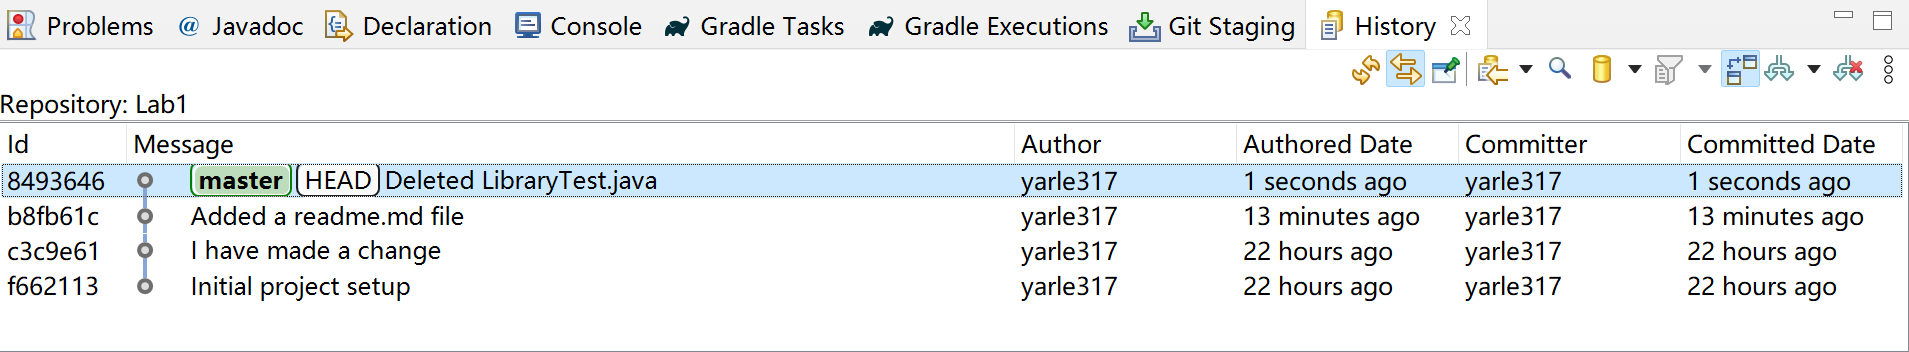 Problems @ Javadoc Declaration Console Gradle Tasks Gradle Executions Git Staging History
Repository: Lab1
Id Message Author Authored Date Committer Committed Date
8493646 master HEAD Deleted LibraryTest.java yarle317 1 seconds ago yarle317 1 seconds ago
b8fb61c Added a readme.md file yarle317 13 minutes ago yarle317 13 minutes ago
c3c9e61 I have made a change yarle317 22 hours ago yarle317 22 hours ago
f662113 Initial project setup yarle317 22 hours ago yarle317 22 hours ago